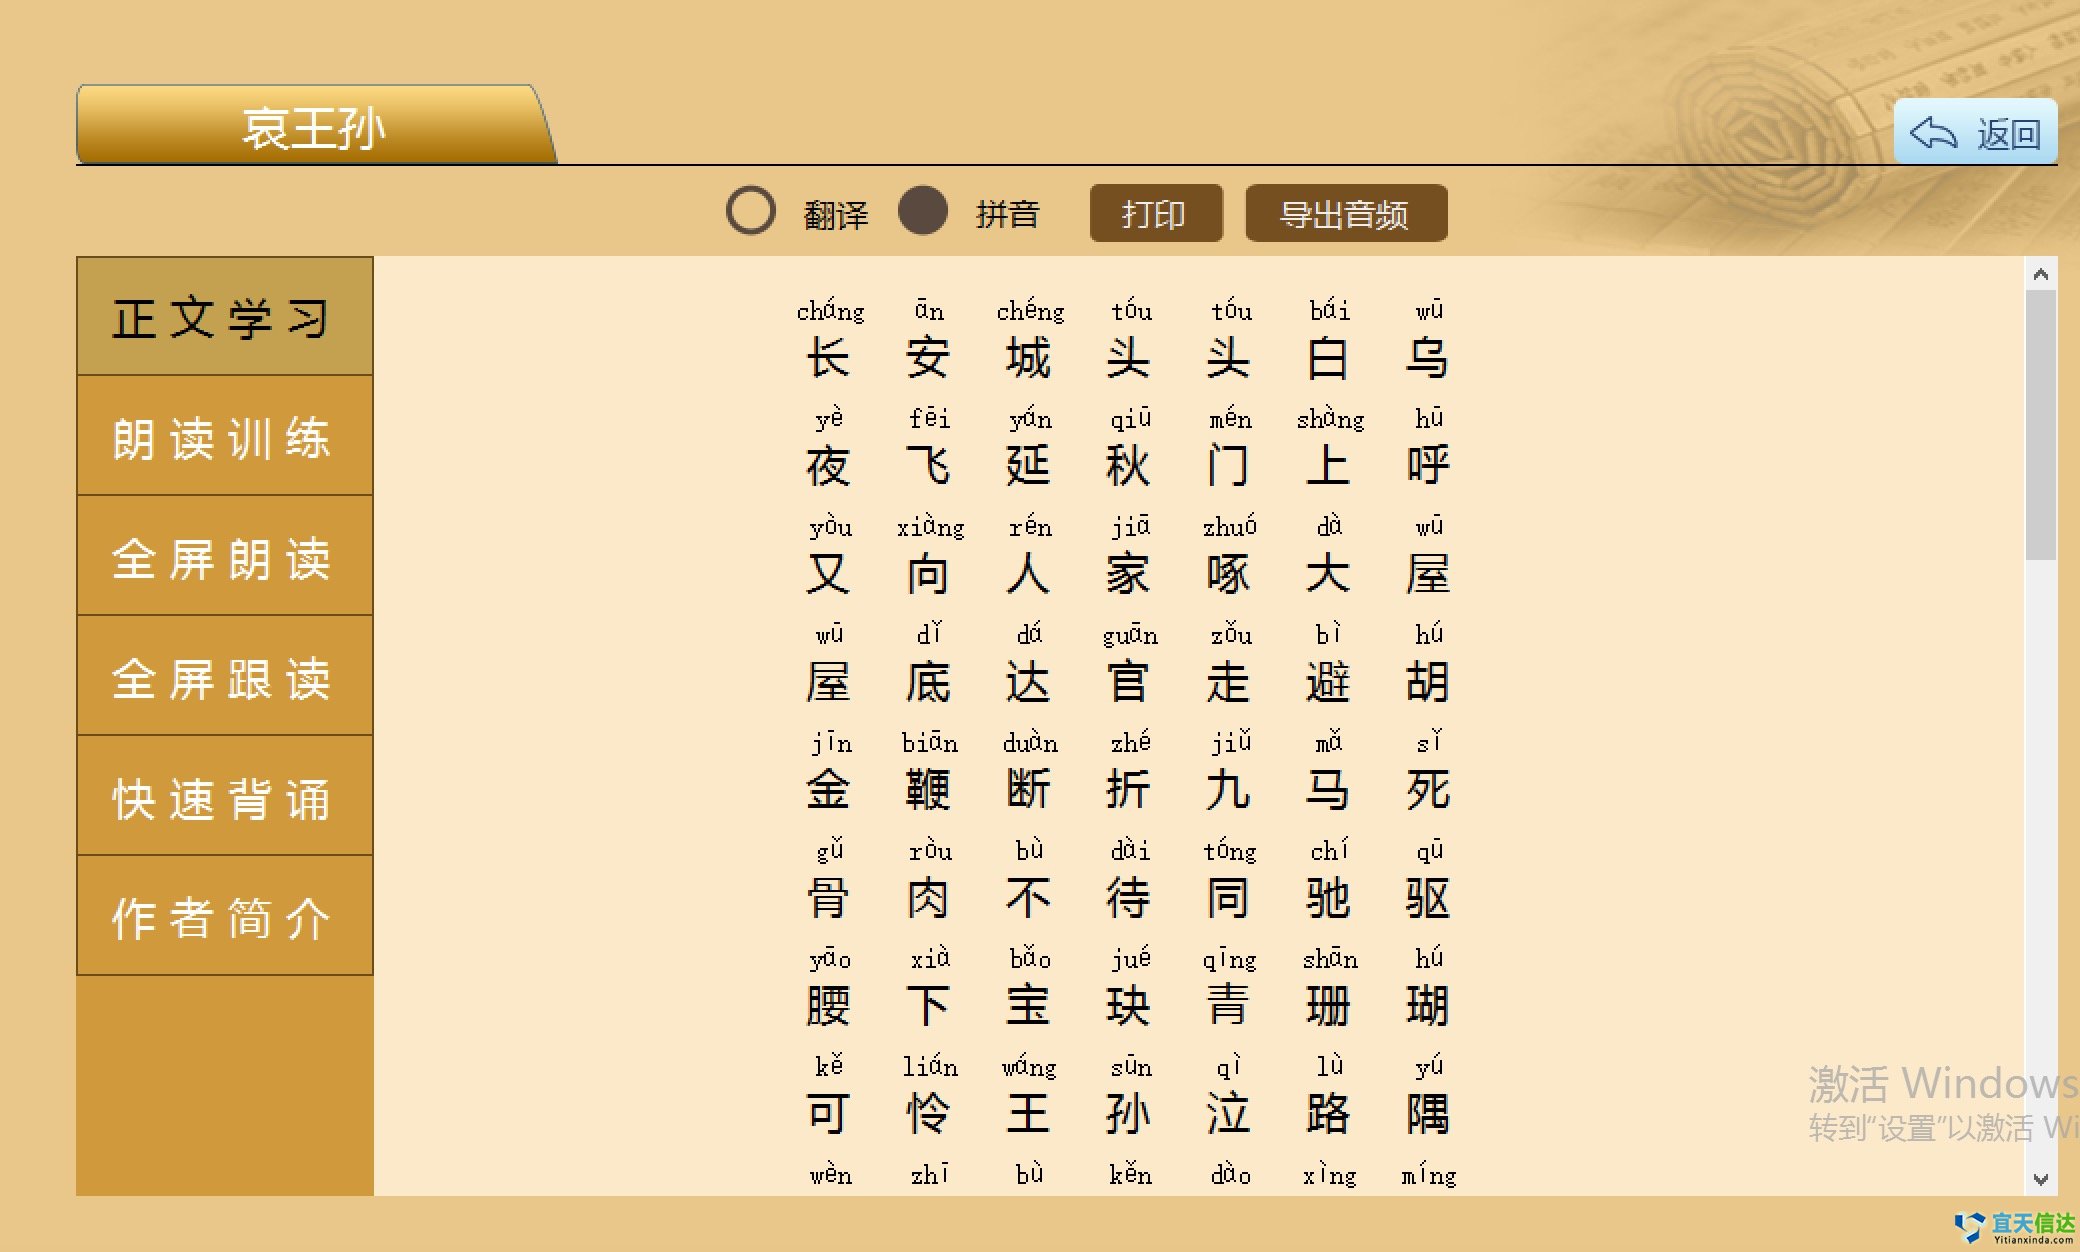 哀王孙
返回
翻译 拼音 打印 导出音频
正文学习
朗读训练
全屏朗读
全屏跟读
快速背诵
作者简介
cháng ān chéng tóu tóu bái wū
长安城头头白乌
yè fēi yán qiū mén shàng hū
夜飞延秋门上呼
yòu xiàng rén jiā zhuó dà wū
又向人家啄大屋
wū dǐ dá guān zǒu bì hú
屋底达官走避胡
jīn biān duàn zhé jiǔ mǎ sǐ
金鞭断折九马死
gǔ ròu bù dài tóng chí qū
骨肉不待同驰驱
yāo xià bǎo jué qīng shān hú
腰下宝玦青珊瑚
kě lián wáng sūn qì lù yú
可怜王孙泣路隅
wèn zhī bù kěn dào xìng míng
激活 Windows
转到“设置”以激活 Wi
宜天信达
Yitianxinda.com